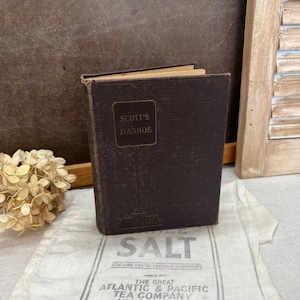 SCOTT'S
IVANHOE
SALT
THE GREAT
ATLANTIC & PACIFIC
TEA COMPANY